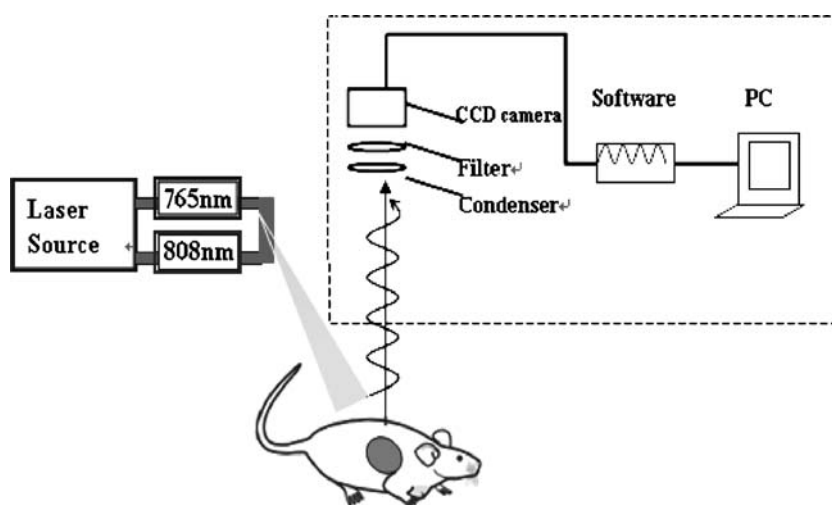 CCD camera
Filter↵
Condenser↵
Software
PC
Laser
Source
765nm
808nm